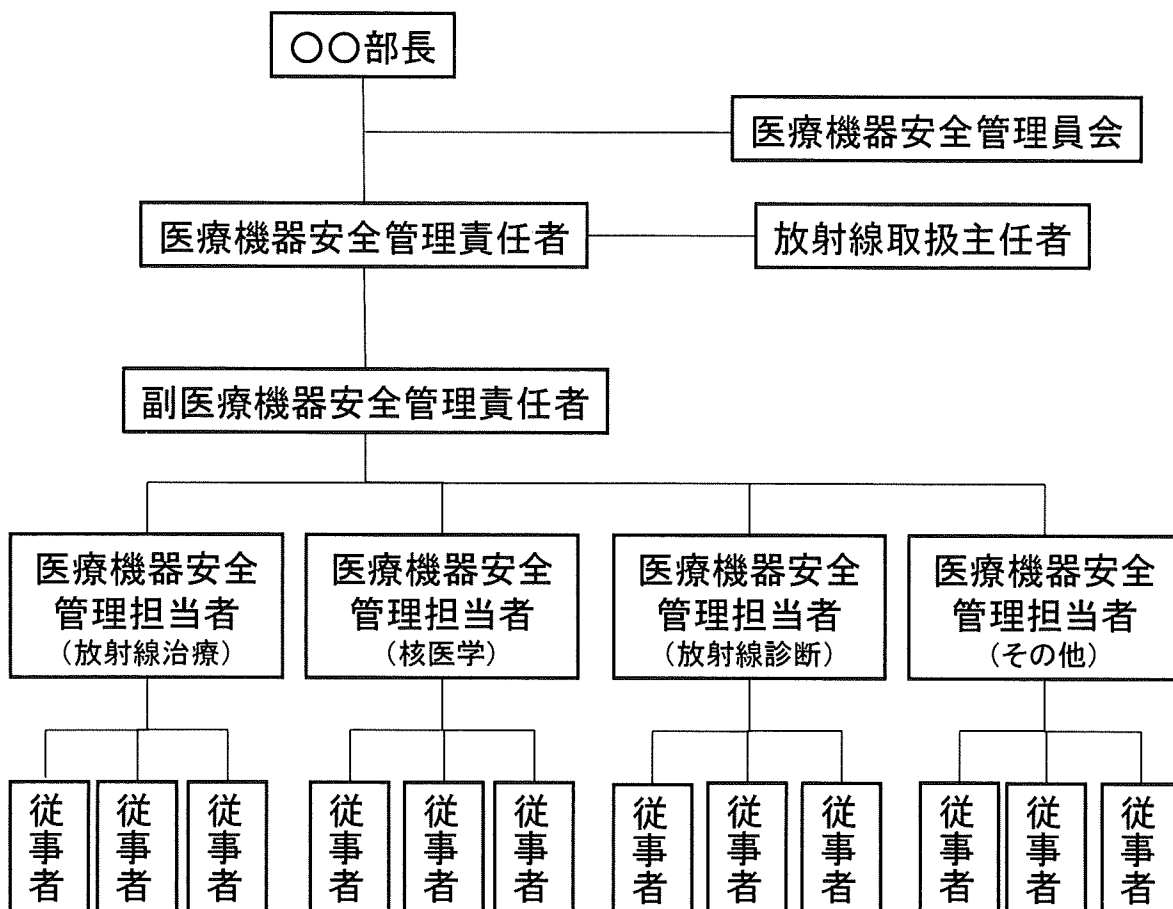 〇〇部長
医療機器安全管理員会
医療機器安全管理責任者
放射線取扱主任者
副医療機器安全管理責任者
医療機器安全
管理担当者
(放射線治療)
医療機器安全
管理担当者
(核医学)
医療機器安全
管理担当者
(放射線診断)
医療機器安全
管理担当者
(その他)
従事者
従事者
従事者
従事者
従事者
従事者
従事者
従事者
従事者
従事者
従事者
従事者